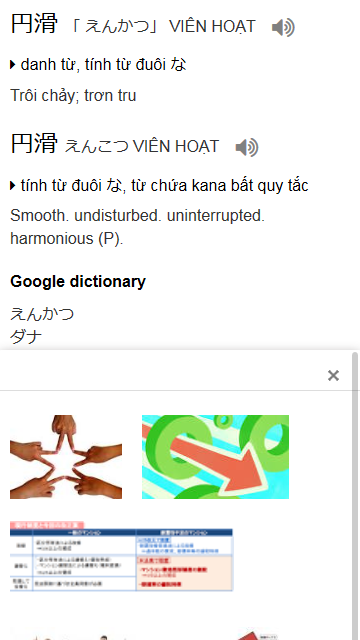 円滑 「 えんかつ」 VIÊN HOẠT
danh từ, tính từ đuôi な
Trôi chảy; trơn tru
円滑 えんこつ VIÊN HOẠT
tính từ đuôi な, từ chứa kana bất quy tắc
Smooth. undisturbed. uninterrupted.
harmonious (P).
Google dictionary
えんかつ
ダナ
×